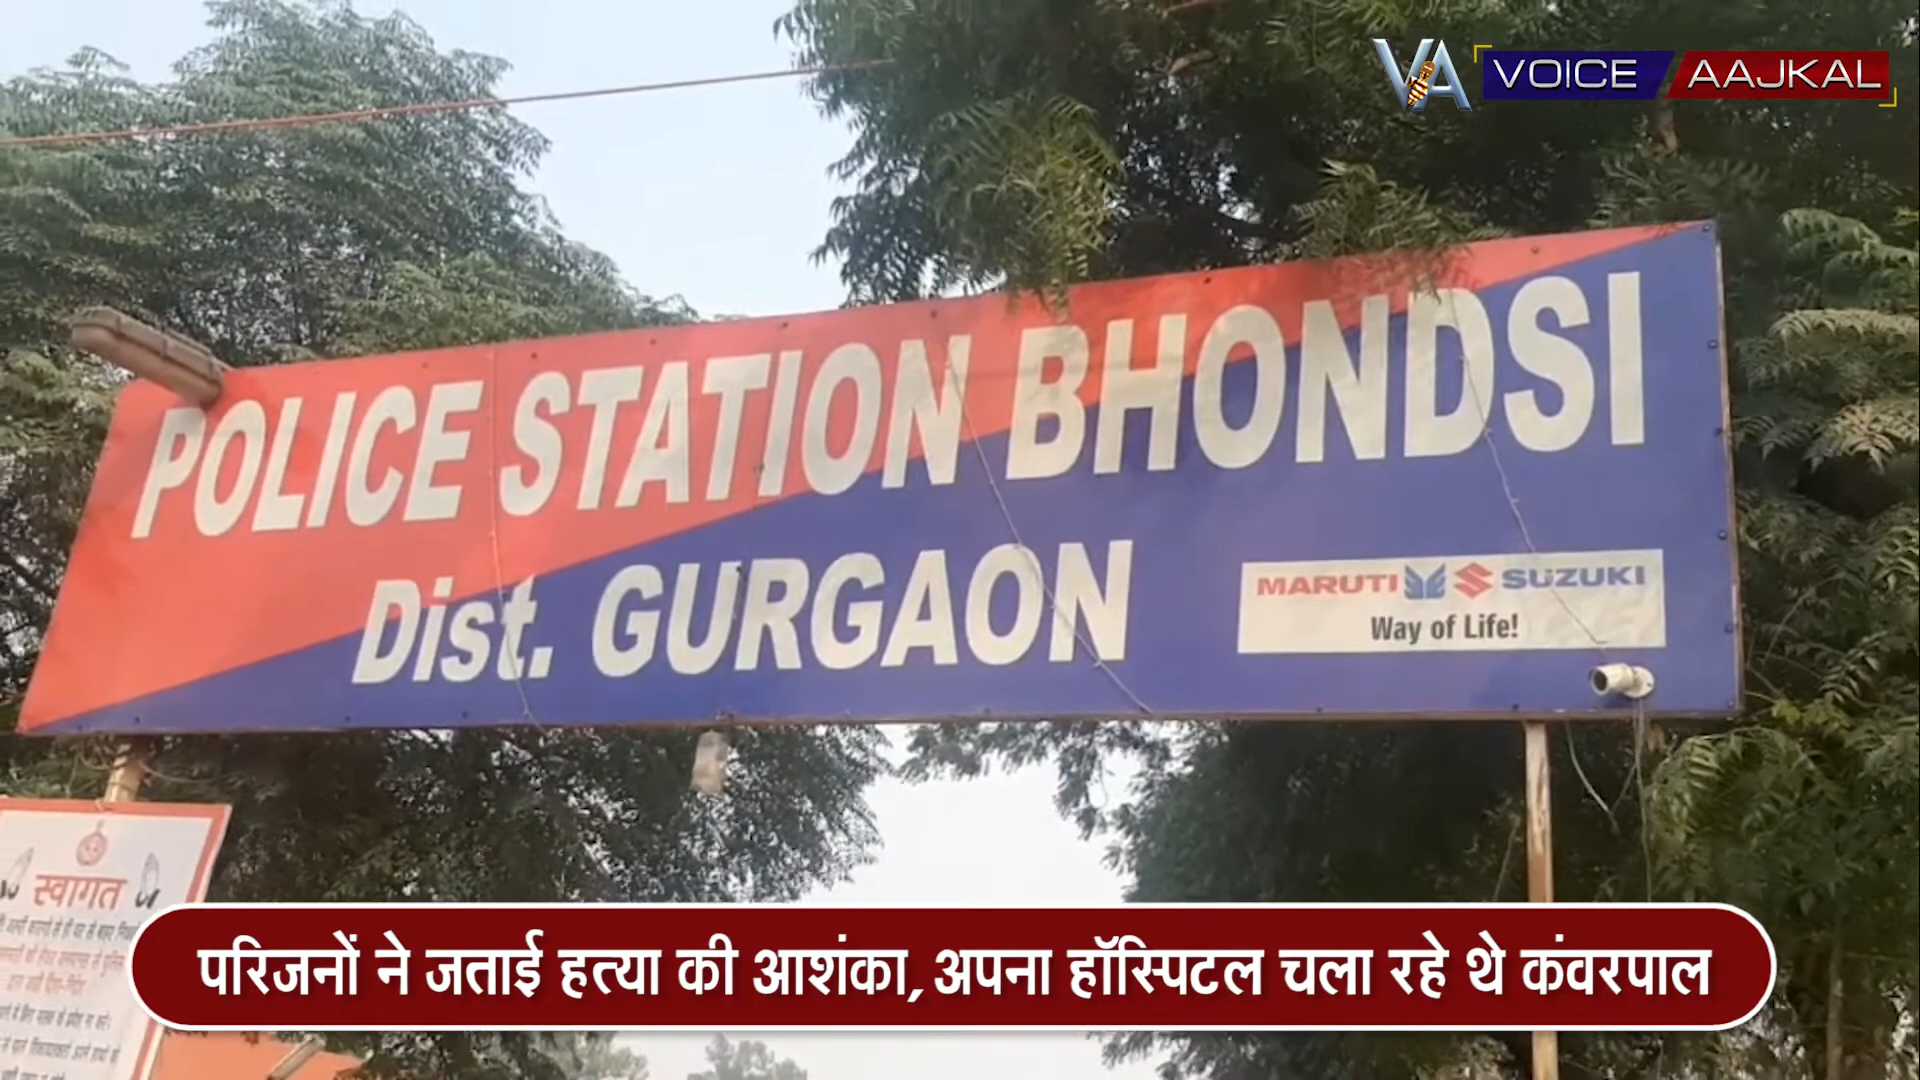 VA VOICE AAJKAL
POLICE STATION BHONDSI
Dist. GURGAON
MARUTI SUZUKI
Way of Life!
स्वागत
परिजनों ने जताई हत्या की आशंका, अपना हॉस्पिटल चला रहे थे कंवरपाल